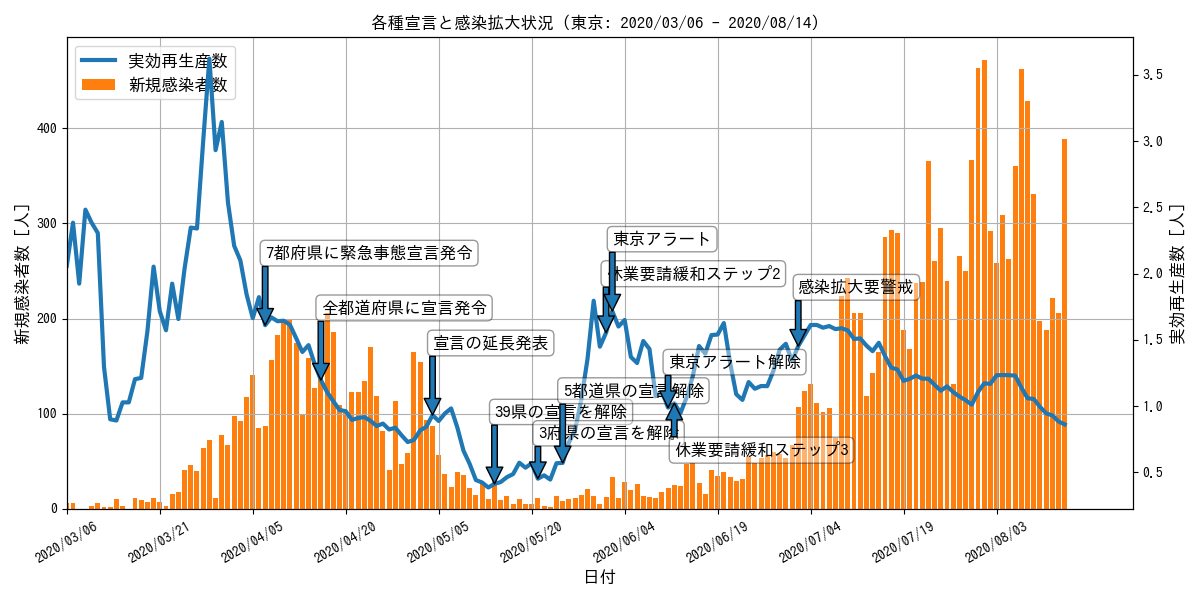 各種宣言と感染拡大状況 (東京: 2020/03/06 - 2020/08/14)
実効再生産数
新規感染者数
新規感染者数 [人]
400
300
200
100
0
3.5
3.0
2.5
2.0
1.5
1.0
0.5
実効再生産数 [人]
東京アラート
7都府県に緊急事態宣言発令
休業要請緩和ステップ2
感染拡大要警戒
全都道府県に宣言発令
宣言の延長発表
東京アラート解除
5都道県の宣言解除
39県の宣言を解除
3府県の宣言を解除
休業要請緩和ステップ3
2020/03/06
2020/03/21
2020/04/05
2020/04/20
2020/05/05
2020/05/20
2020/06/04
2020/06/19
2020/07/04
2020/07/19
2020/08/03
日付